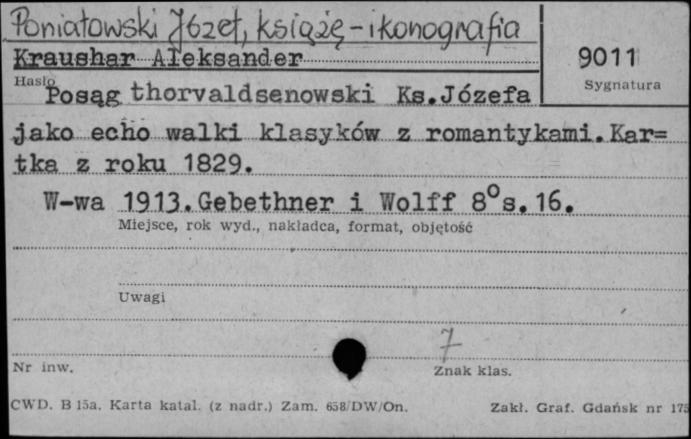 Poniatowski Józef, książę - ikonografia
Kraushar Aleksander
9011
Hasło
Sygnatura
Posąg thorvaldsenowski Ks.Józefa
jako echo walki klasyków z romantykami.Kar=
tka z roku 1829.
W-wa 1913.Gebethner i Wolff 8° s.16.
Miejsce, rok wyd., nakładca, format, objętość
Uwagi
7
Nr inw.
Znak klas.
CWD. B 15a. Karta katal. (z nadr.) Zam. 658/DW/On.
Zakł. Graf. Gdańsk nr 175